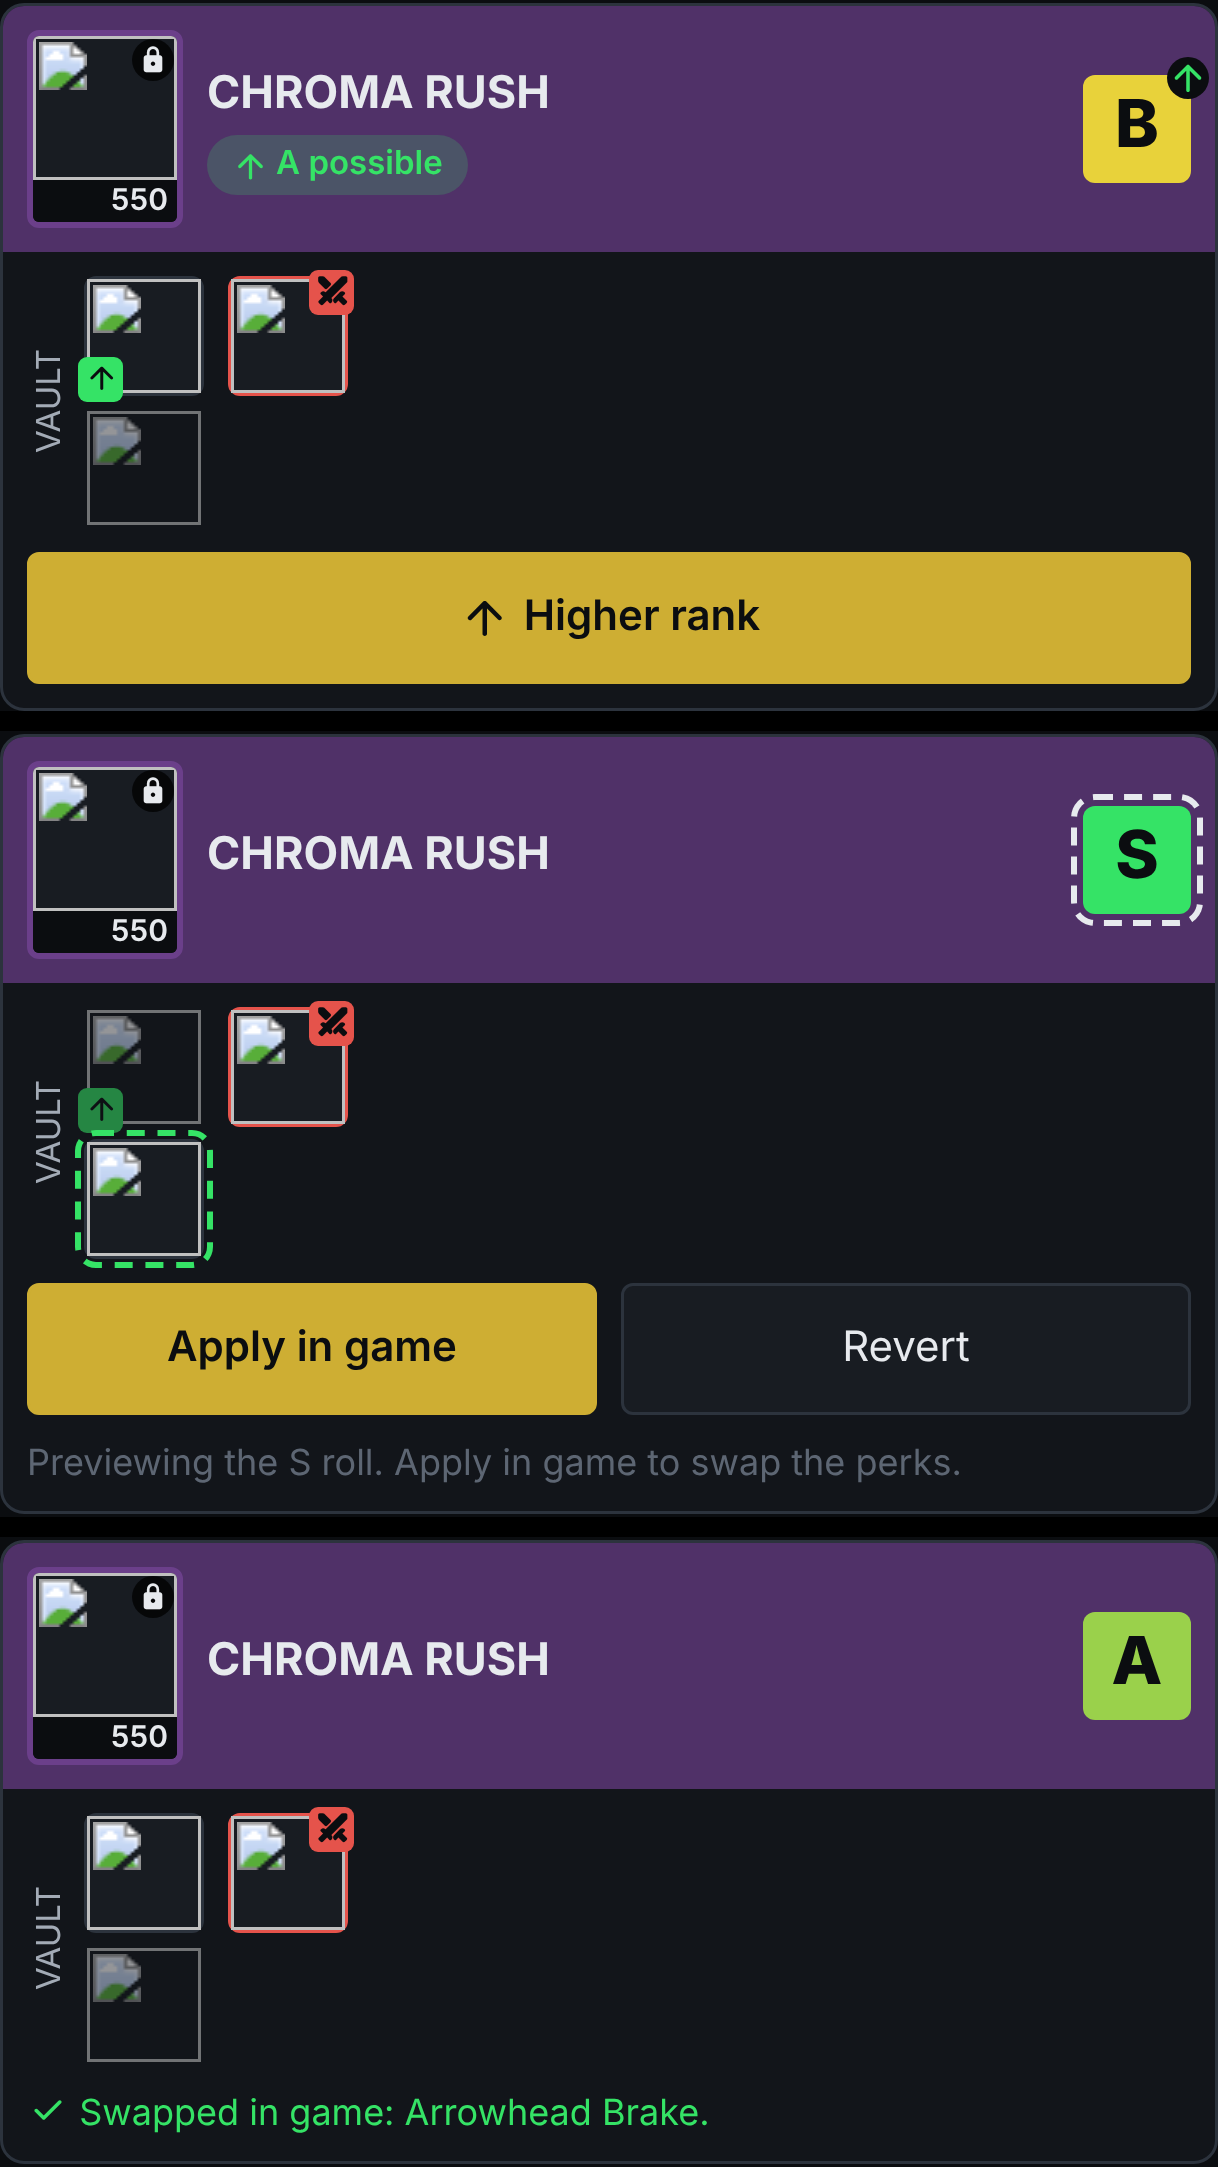 CHROMA RUSH
A possible
B
550
VAULT
Higher rank
CHROMA RUSH
S
550
VAULT
Apply in game
Revert
Previewing the S roll. Apply in game to swap the perks.
CHROMA RUSH
A
550
VAULT
Swapped in game: Arrowhead Brake.